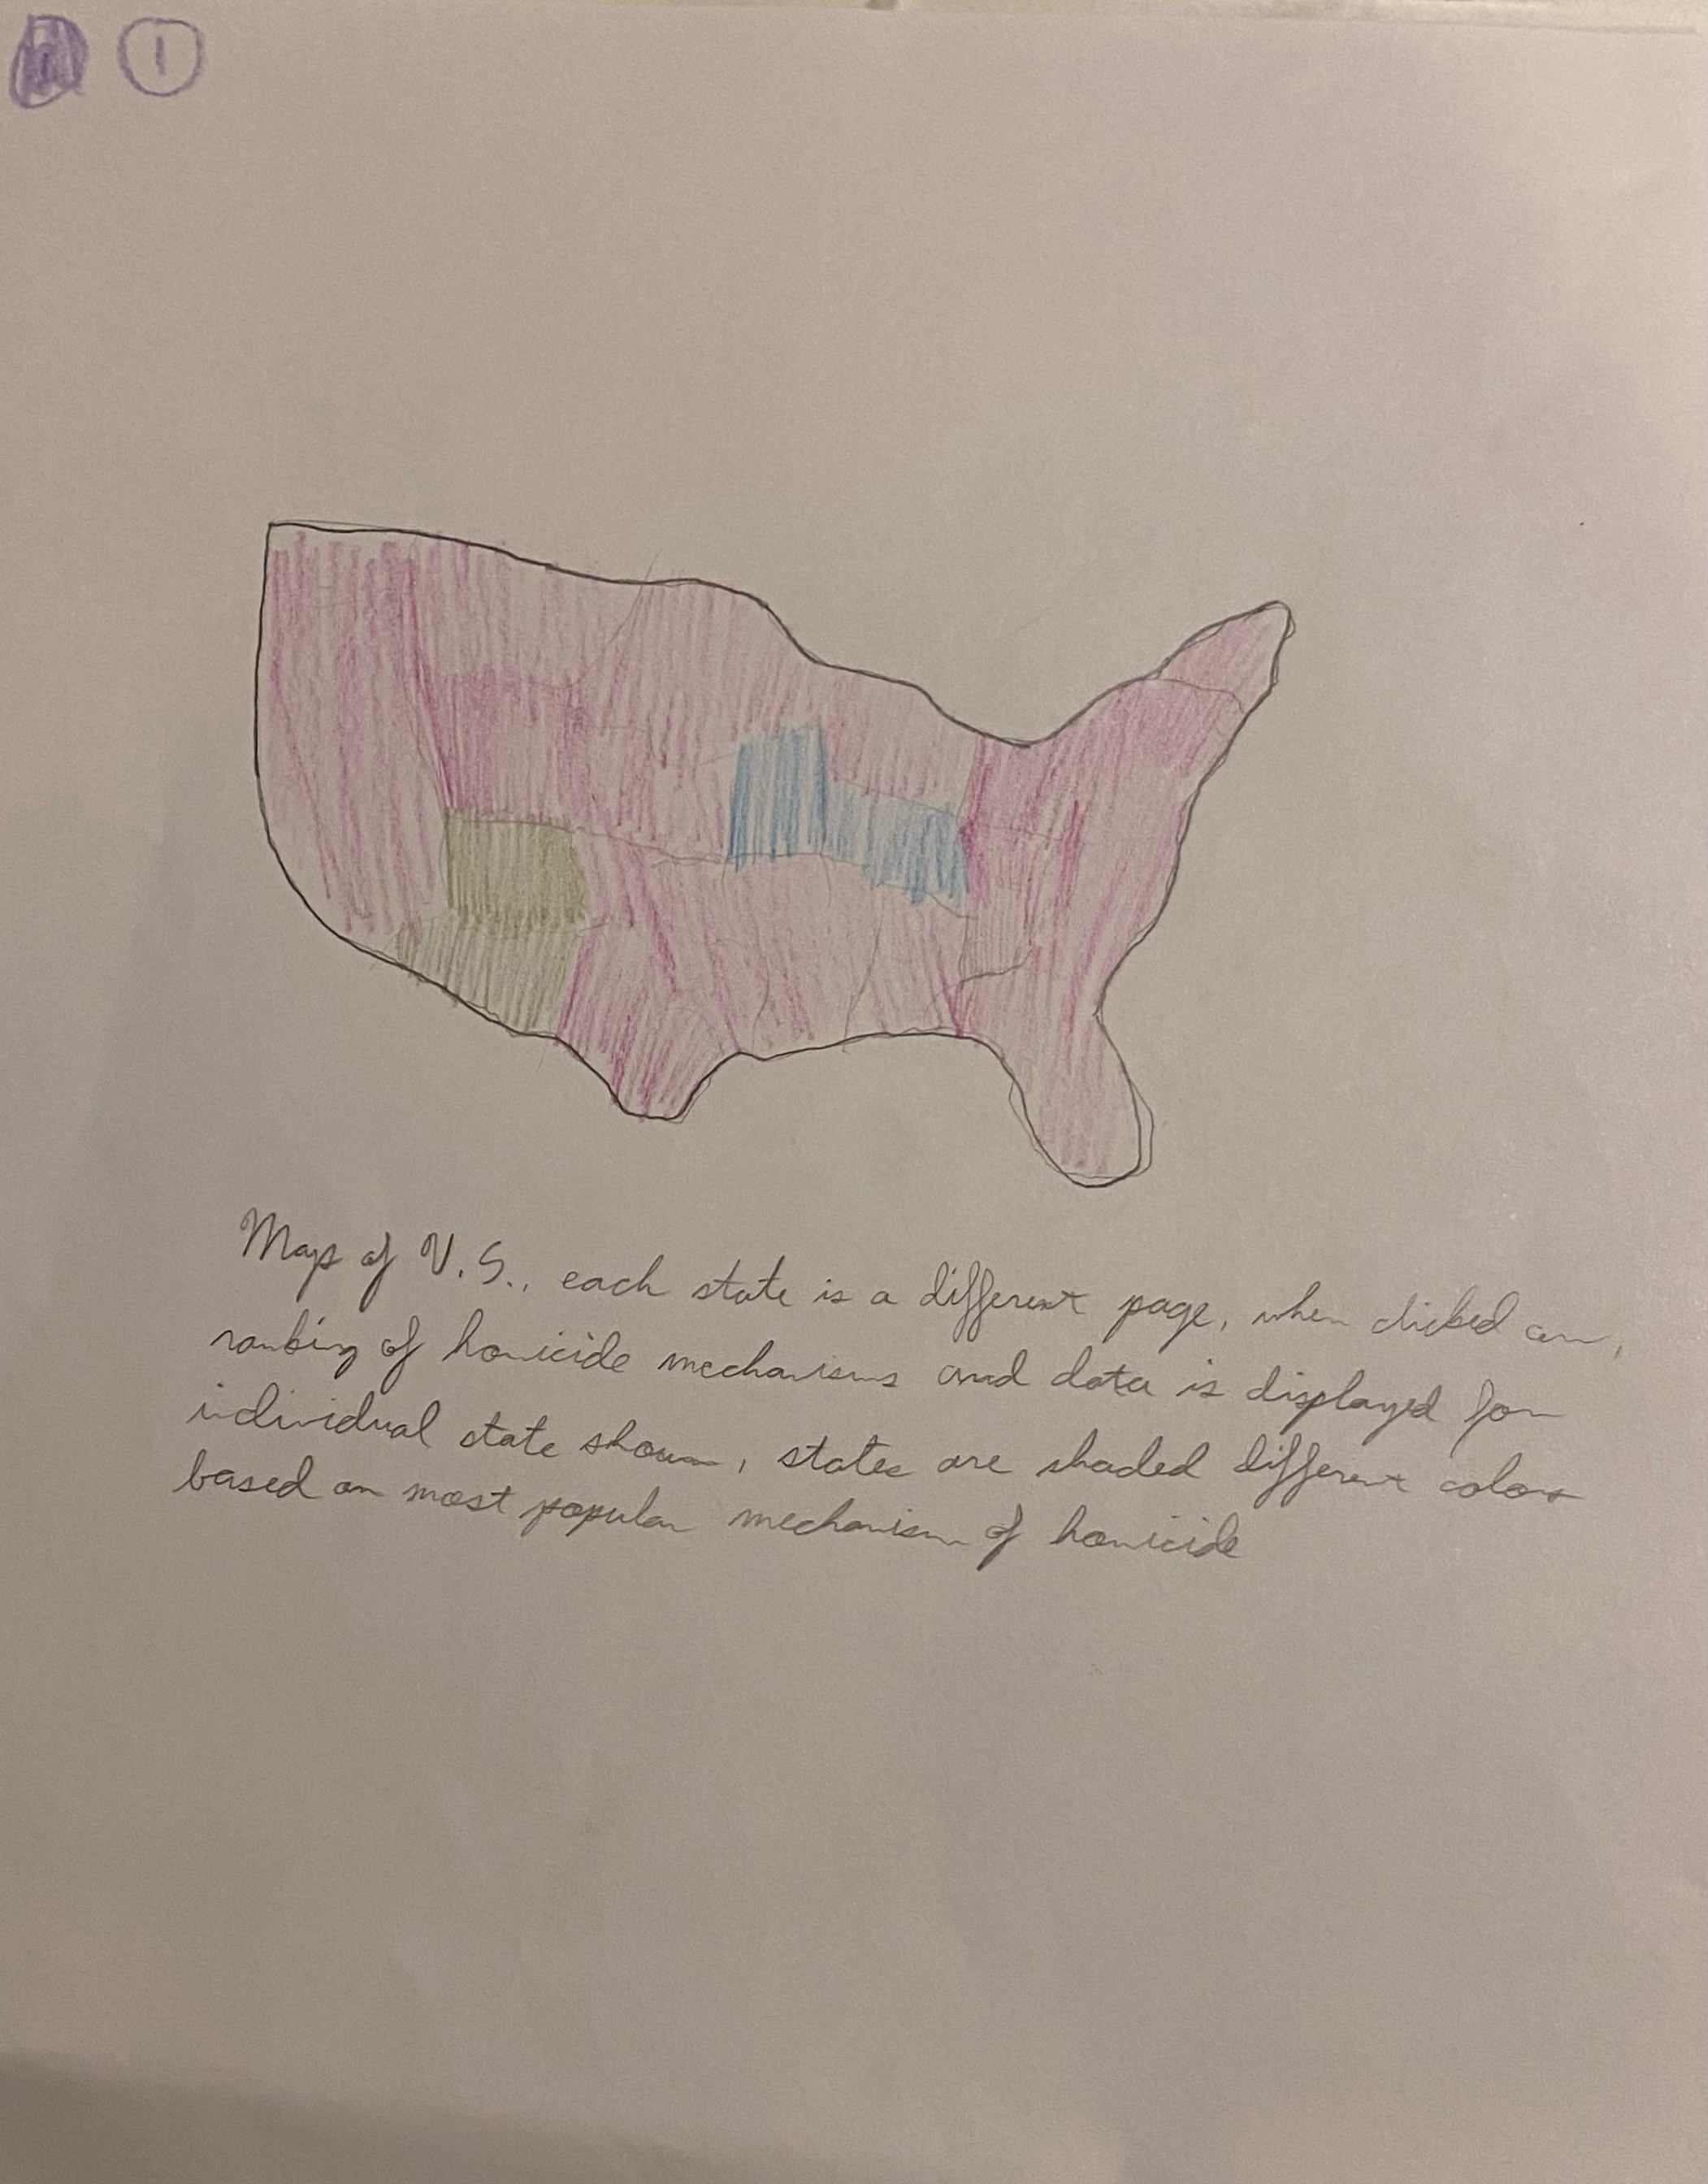 1
Map of U.S., each state is a different page, when clicked on,
ranking of homicide mechanisms and data is displayed for
individual state shown, states are shaded different colors
based on most popular mechanism of homicide